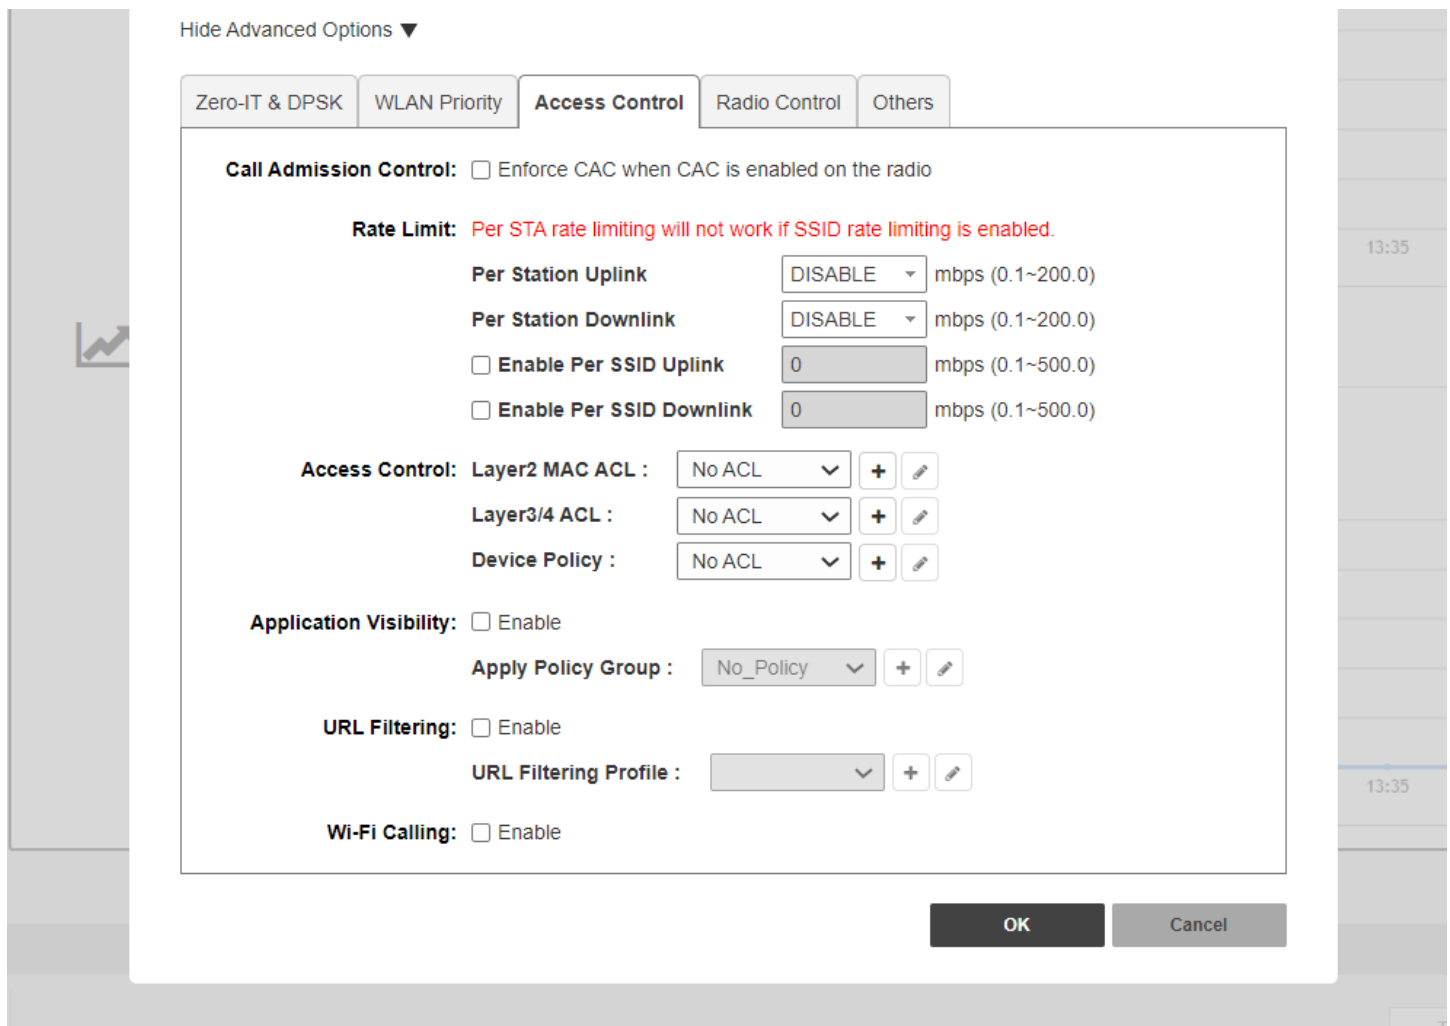 Hide Advanced Options ▼
Zero-IT & DPSK WLAN Priority Access Control Radio Control Others
Call Admission Control: Enforce CAC when CAC is enabled on the radio
Rate Limit: Per STA rate limiting will not work if SSID rate limiting is enabled.
13:35
Per Station Uplink DISABLE mbps (0.1~200.0)
Per Station Downlink DISABLE mbps (0.1~200.0)
Enable Per SSID Uplink 0 mbps (0.1~500.0)
Enable Per SSID Downlink 0 mbps (0.1~500.0)
Access Control: Layer2 MAC ACL : No ACL +
Layer3/4 ACL : No ACL +
Device Policy : No ACL +
Application Visibility: Enable
Apply Policy Group : No_Policy +
URL Filtering: Enable
URL Filtering Profile : +
13:35
Wi-Fi Calling: Enable
OK Cancel